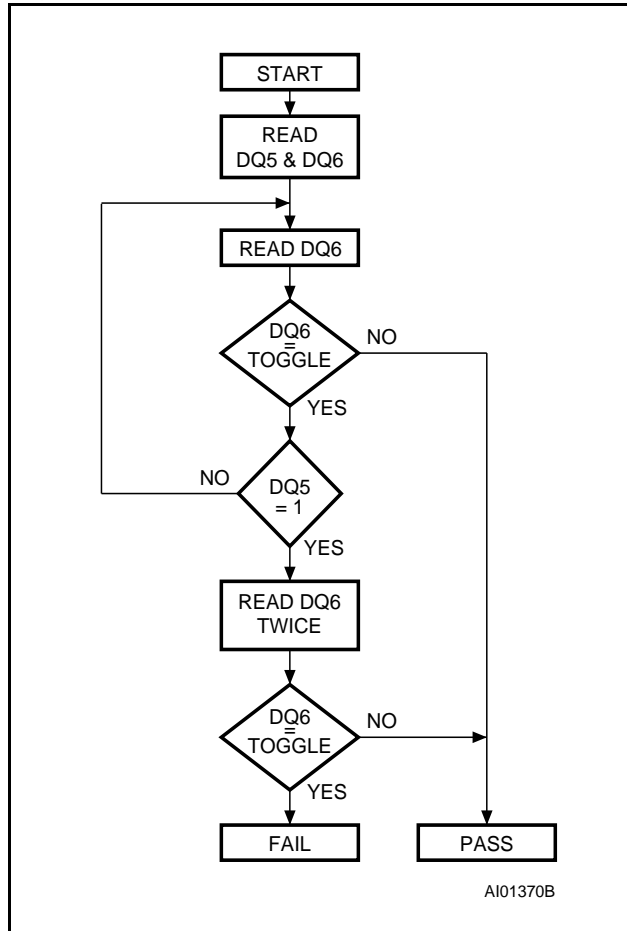 START
READ
DQ5 & DQ6
READ DQ6
DQ6
=
TOGGLE
NO
YES
NO
DQ5
= 1
YES
READ DQ6
TWICE
DQ6
=
TOGGLE
NO
YES
FAIL
PASS
AI01370B